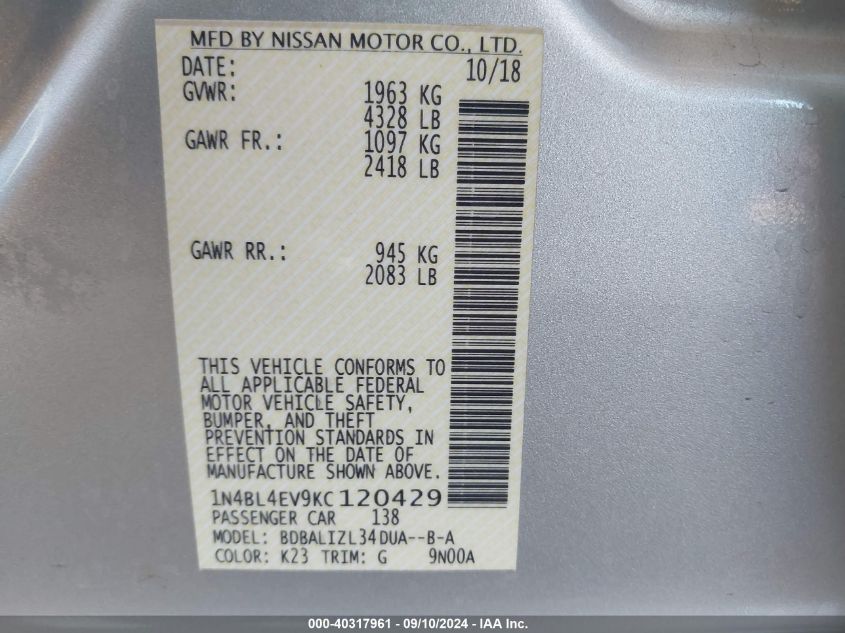 MFD BY NISSAN MOTOR CO., LTD.
DATE: 10/18
GVWR: 1963 KG
4328 LB
GAWR FR.: 1097 KG
2418 LB
GAWR RR.: 945 KG
2083 LB
THIS VEHICLE CONFORMS TO
ALL APPLICABLE FEDERAL
MOTOR VEHICLE SAFETY,
BUMPER, AND THEFT
PREVENTION STANDARDS IN
EFFECT ON THE DATE OF
MANUFACTURE SHOWN ABOVE.
1N4BL4EV9KC120429
PASSENGER CAR 138
MODEL: BDBALIZL34DUA--B-A
COLOR: K23 TRIM: G 9N00A
000-40317961 - 09/10/2024 - IAA Inc.